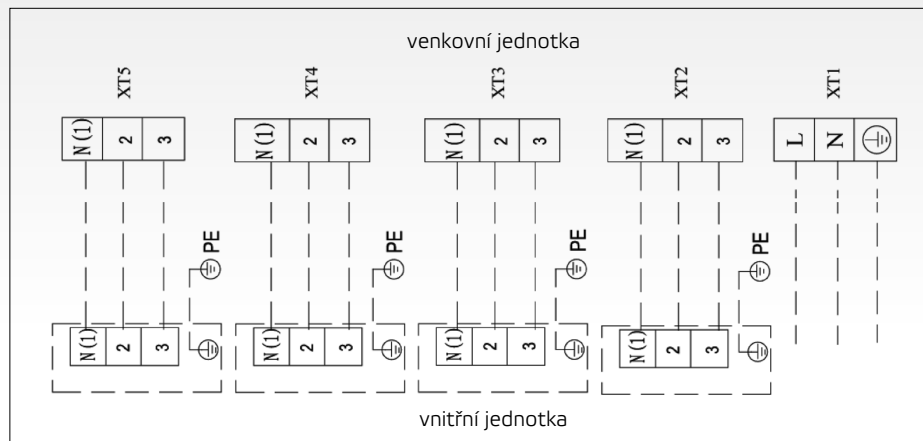 venkovní jednotka
XT5 XT4 XT3 XT2 XT1
N(1) 2 3 N(1) 2 3 N(1) 2 3 N(1) 2 3 L N
PE PE PE PE
N(1) 2 3 N(1) 2 3 N(1) 2 3 N(1) 2 3
vnitřní jednotka